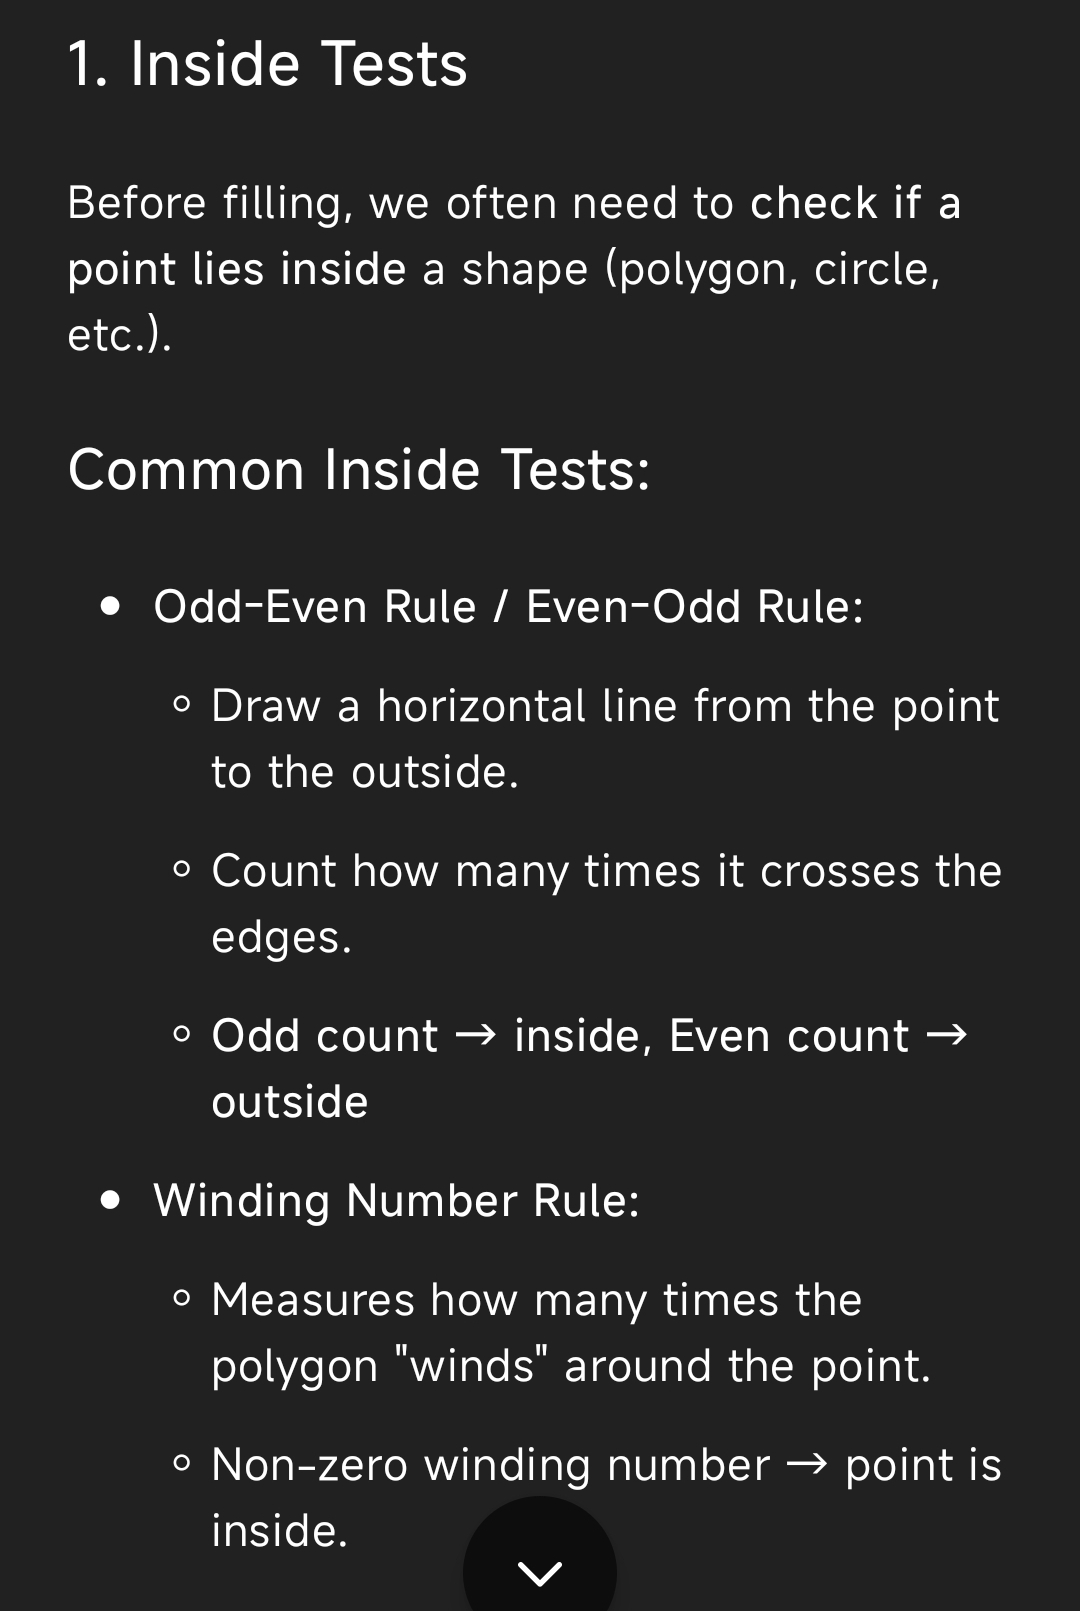 1. Inside Tests
Before filling, we often need to check if a
point lies inside a shape (polygon, circle,
etc.).
Common Inside Tests:
• Odd-Even Rule / Even-Odd Rule:
◦ Draw a horizontal line from the point
to the outside.
◦ Count how many times it crosses the
edges.
◦ Odd count → inside, Even count →
outside
• Winding Number Rule:
◦ Measures how many times the
polygon "winds" around the point.
◦ Non-zero winding number → point is
inside.